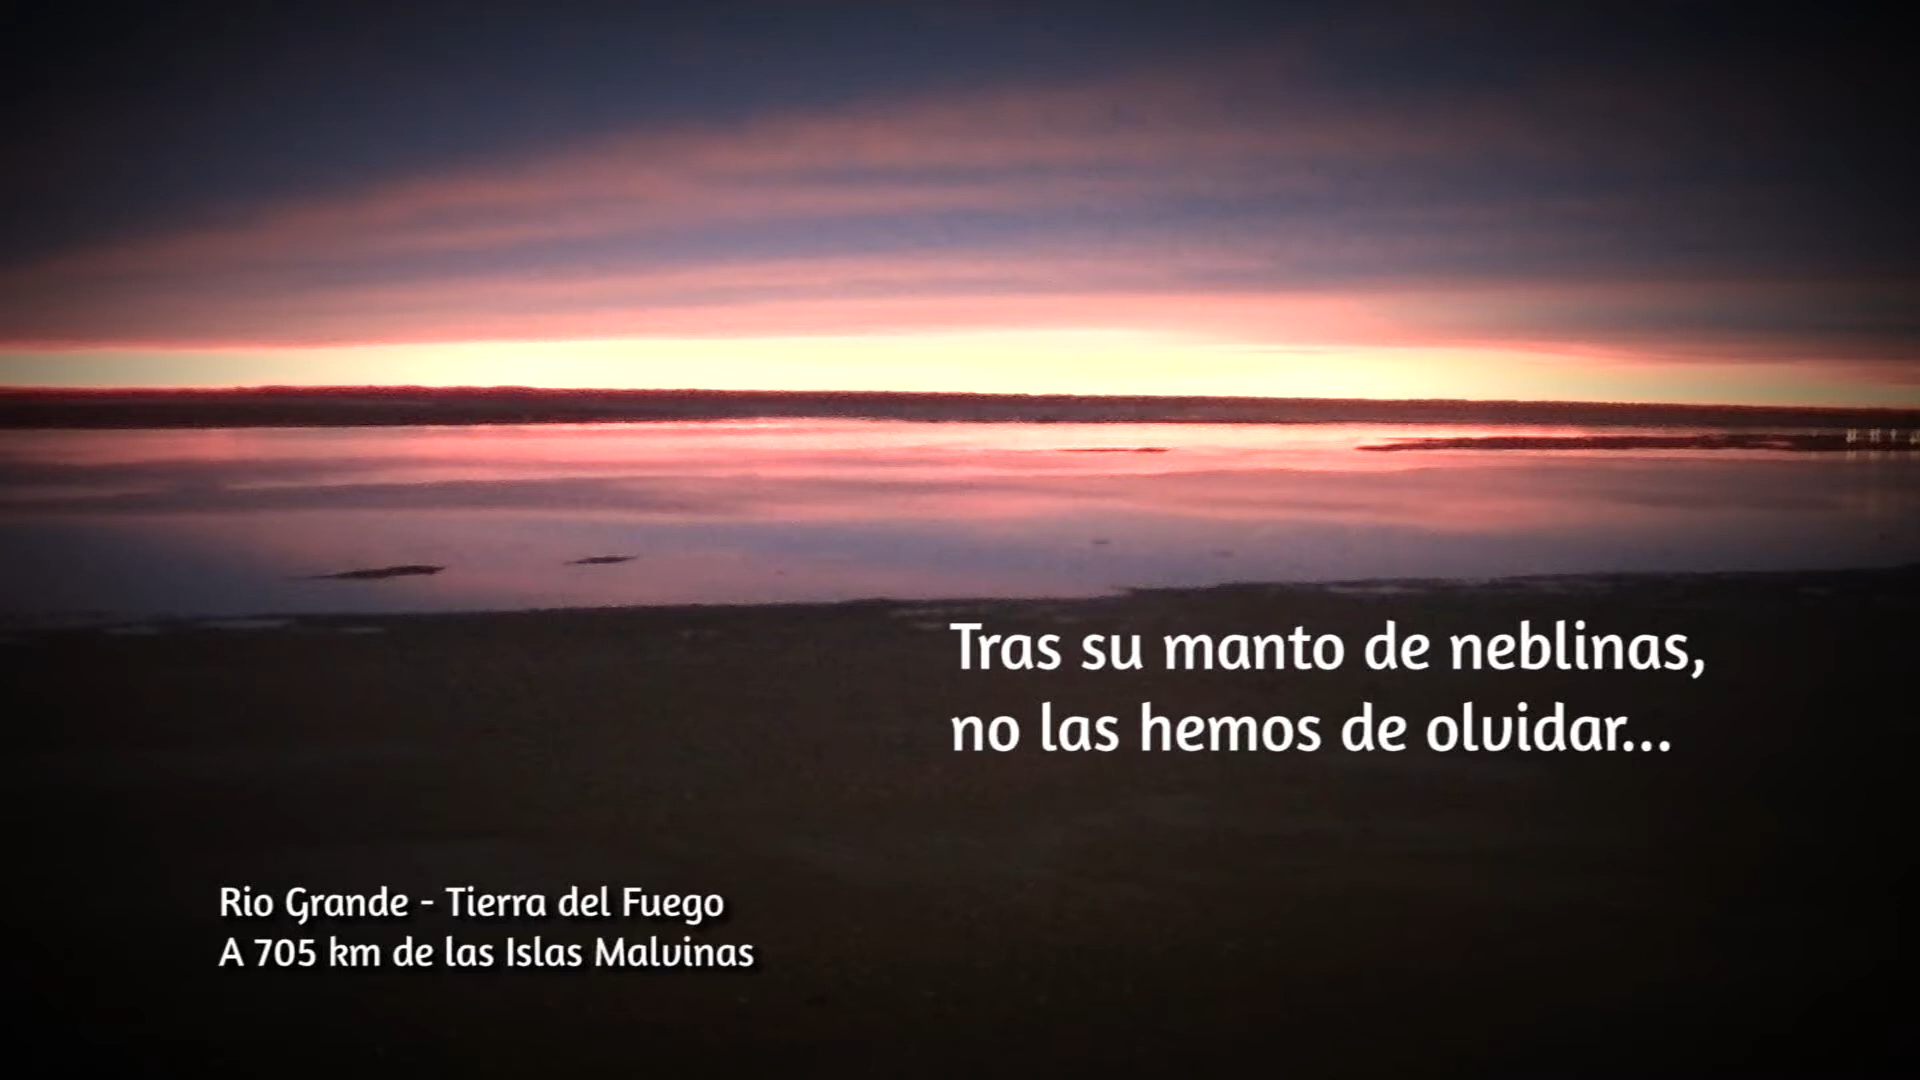 Tras su manto de neblinas,
no las hemos de olvidar...
Rio Grande - Tierra del Fuego
A 705 km de las Islas Malvinas